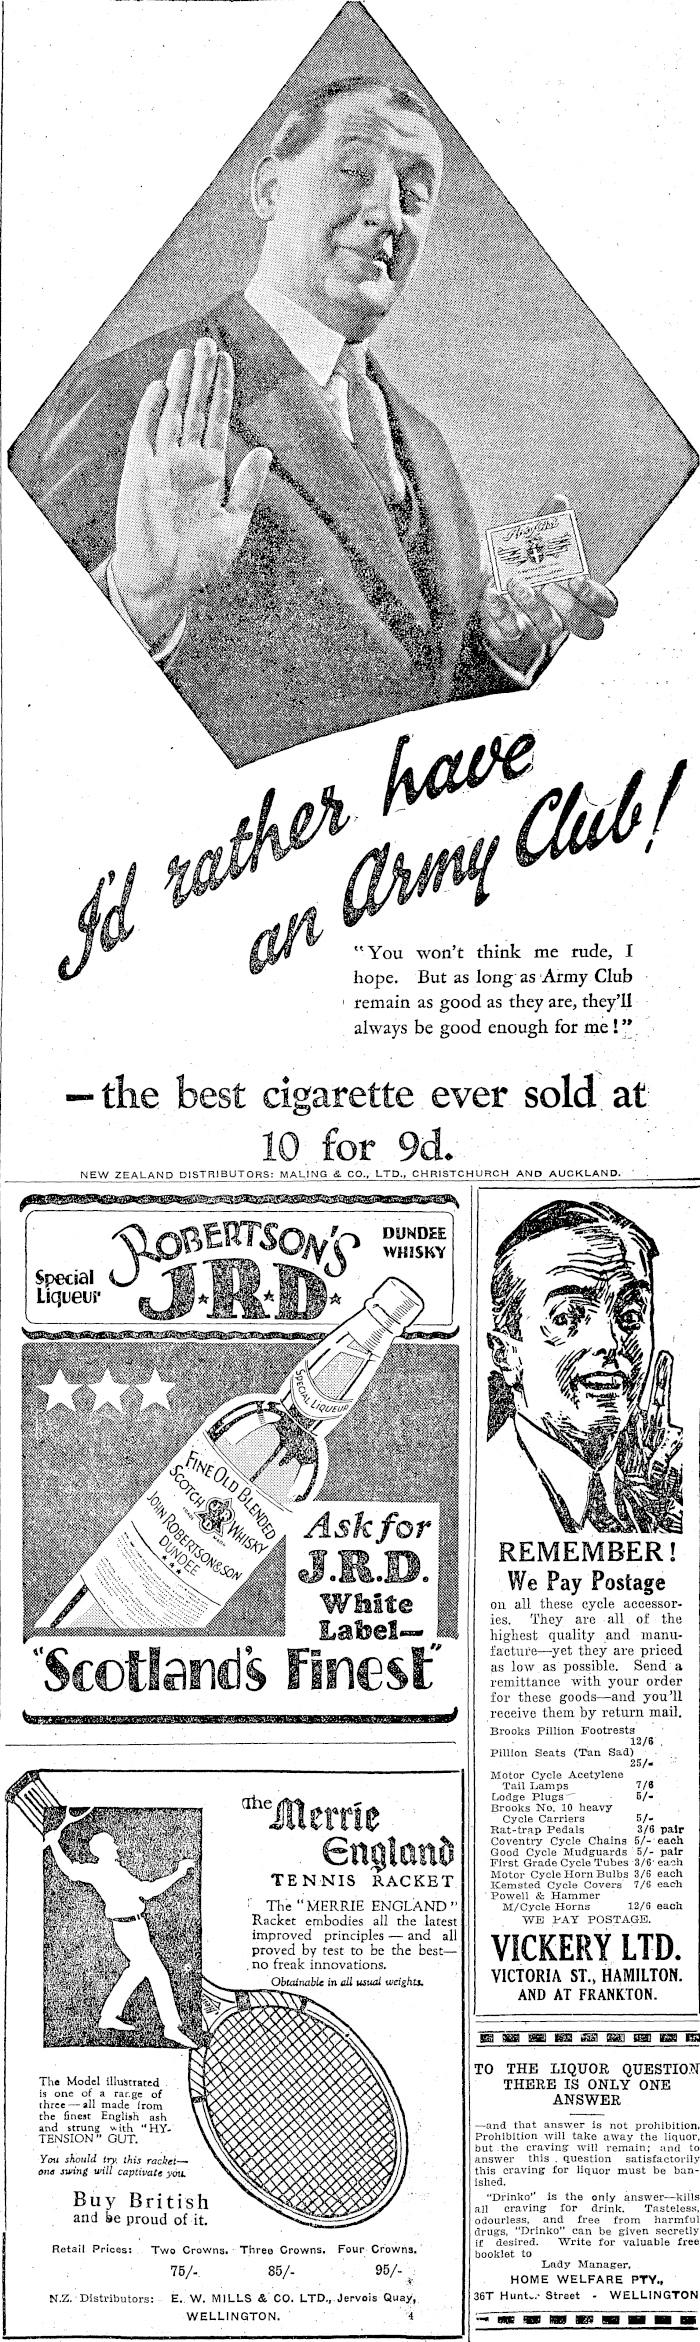 Army Club
I'd rather have
an Army Club!
"You won't think me rude, I
hope. But as long as Army Club
remain as good as they are, they'll
always be good enough for me!"
—the best cigarette ever sold at
10 for 9d.
NEW ZEALAND DISTRIBUTORS: MALING & CO., LTD., CHRISTCHURCH AND AUCKLAND.
ROBERTSON'S
DUNDEE
WHISKY
Special
Liqueur
J.R.D.
SPECIAL LIQUEUR
FINE OLD BLENDED
SCOTCH WHISKY
JOHN ROBERTSON & SON
DUNDEE
Ask for
J.R.D.
White
Label—
"Scotland's Finest"
The Merrie
England
TENNIS RACKET
The "MERRIE ENGLAND"
Racket embodies all the latest
improved principles—and all
proved by test to be the best—
no freak innovations.
Obtainable in all usual weights.
The Model illustrated
is one of a range of
three—all made from
the finest English ash
and strung with "HY-
TENSION" GUT.
You should try this racket—
one swing will captivate you.
Buy British
and be proud of it.
Retail Prices: Two Crowns. Three Crowns. Four Crowns.
75/- 85/- 95/-
N.Z. Distributors: E. W. MILLS & CO. LTD., Jervois Quay,
WELLINGTON. 4
REMEMBER!
We Pay Postage
on all these cycle accessor-
ies. They are all of the
highest quality and manu-
facture—yet they are priced
as low as possible. Send a
remittance with your order
for these goods—and you'll
receive them by return mail.
Brooks Pillion Footrests
12/6
Pillion Seats (Tan Sad)
25/-
Motor Cycle Acetylene
Tail Lamps 7/6
Lodge Plugs 5/-
Brooks No. 10 heavy
Cycle Carriers 5/-
Rat-trap Pedals 3/6 pair
Coventry Cycle Chains 5/- each
Good Cycle Mudguards 5/- pair
First Grade Cycle Tubes 3/6 each
Motor Cycle Horn Bulbs 3/6 each
Kemsted Cycle Covers 7/6 each
Powell & Hammer
M/Cycle Horns 12/6 each
WE PAY POSTAGE.
VICKERY LTD.
VICTORIA ST., HAMILTON.
AND AT FRANKTON.
TO THE LIQUOR QUESTION
THERE IS ONLY ONE
ANSWER
—and that answer is not prohibition.
Prohibition will take away the liquor,
but the craving will remain; and to
answer this question satisfactorily
this craving for liquor must be ban-
ished.
"Drinko" is the only answer—kills
all craving for drink. Tasteless,
odourless, and free from harmful
drugs, "Drinko" can be given secretly
if desired. Write for valuable free
booklet to
Lady Manager,
HOME WELFARE PTY.,
36T Hunter Street - WELLINGTON